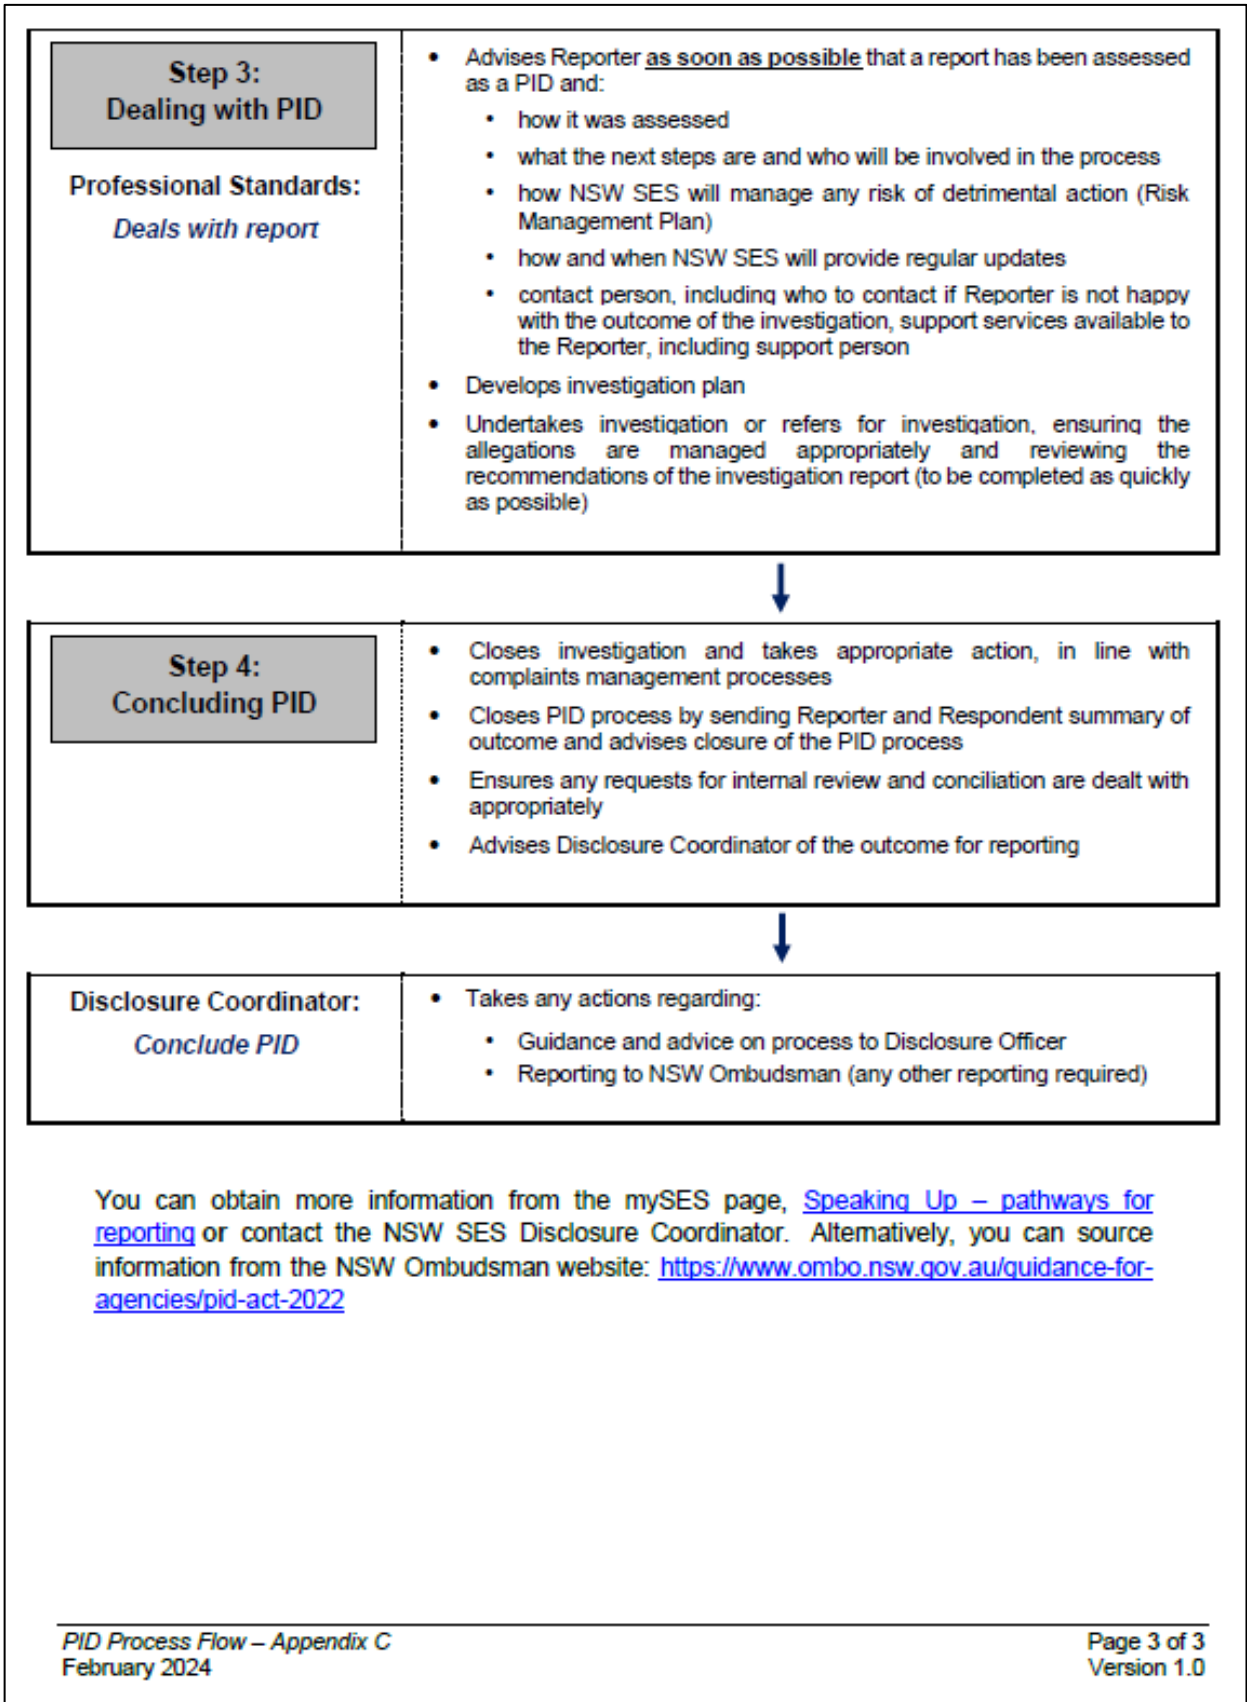 Step 3:
Dealing with PID
Professional Standards:
Deals with report
• Advises Reporter as soon as possible that a report has been assessed
as a PID and:
• how it was assessed
• what the next steps are and who will be involved in the process
• how NSW SES will manage any risk of detrimental action (Risk
Management Plan)
• how and when NSW SES will provide regular updates
• contact person, including who to contact if Reporter is not happy
with the outcome of the investigation, support services available to
the Reporter, including support person
• Develops investigation plan
• Undertakes investigation or refers for investigation, ensuring the
allegations are managed appropriately and reviewing the
recommendations of the investigation report (to be completed as quickly
as possible)
Step 4:
Concluding PID
• Closes investigation and takes appropriate action, in line with
complaints management processes
• Closes PID process by sending Reporter and Respondent summary of
outcome and advises closure of the PID process
• Ensures any requests for internal review and conciliation are dealt with
appropriately
• Advises Disclosure Coordinator of the outcome for reporting
Disclosure Coordinator:
Conclude PID
• Takes any actions regarding:
• Guidance and advice on process to Disclosure Officer
• Reporting to NSW Ombudsman (any other reporting required)
You can obtain more information from the mySES page, Speaking Up – pathways for
reporting or contact the NSW SES Disclosure Coordinator. Alternatively, you can source
information from the NSW Ombudsman website: https://www.ombo.nsw.gov.au/guidance-for-
agencies/pid-act-2022
PID Process Flow – Appendix C
February 2024
Page 3 of 3
Version 1.0